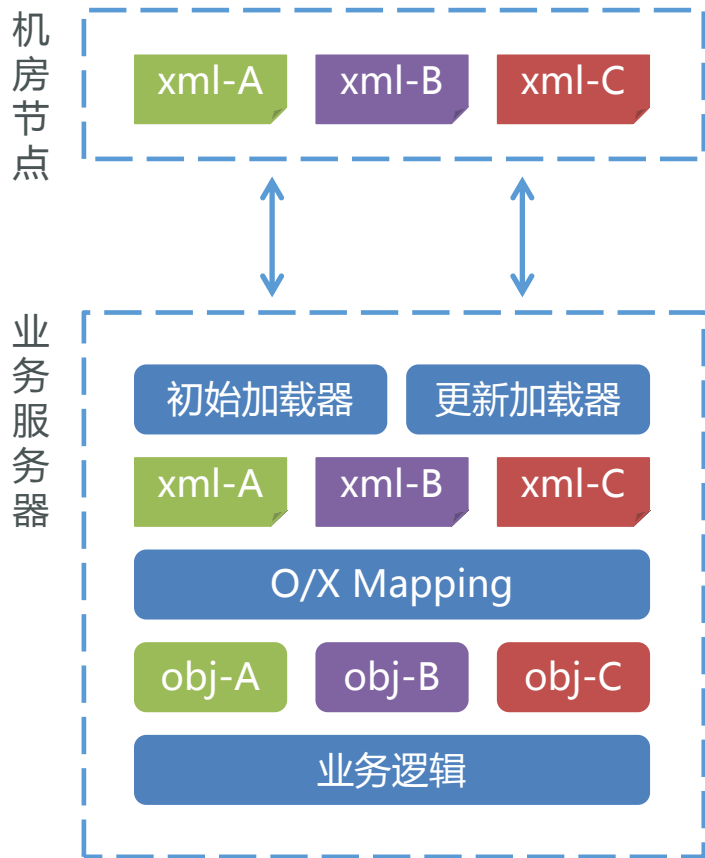 机房节点
xml-A
xml-B
xml-C
业务服务器
初始加载器
更新加载器
xml-A
xml-B
xml-C
O/X Mapping
obj-A
obj-B
obj-C
业务逻辑